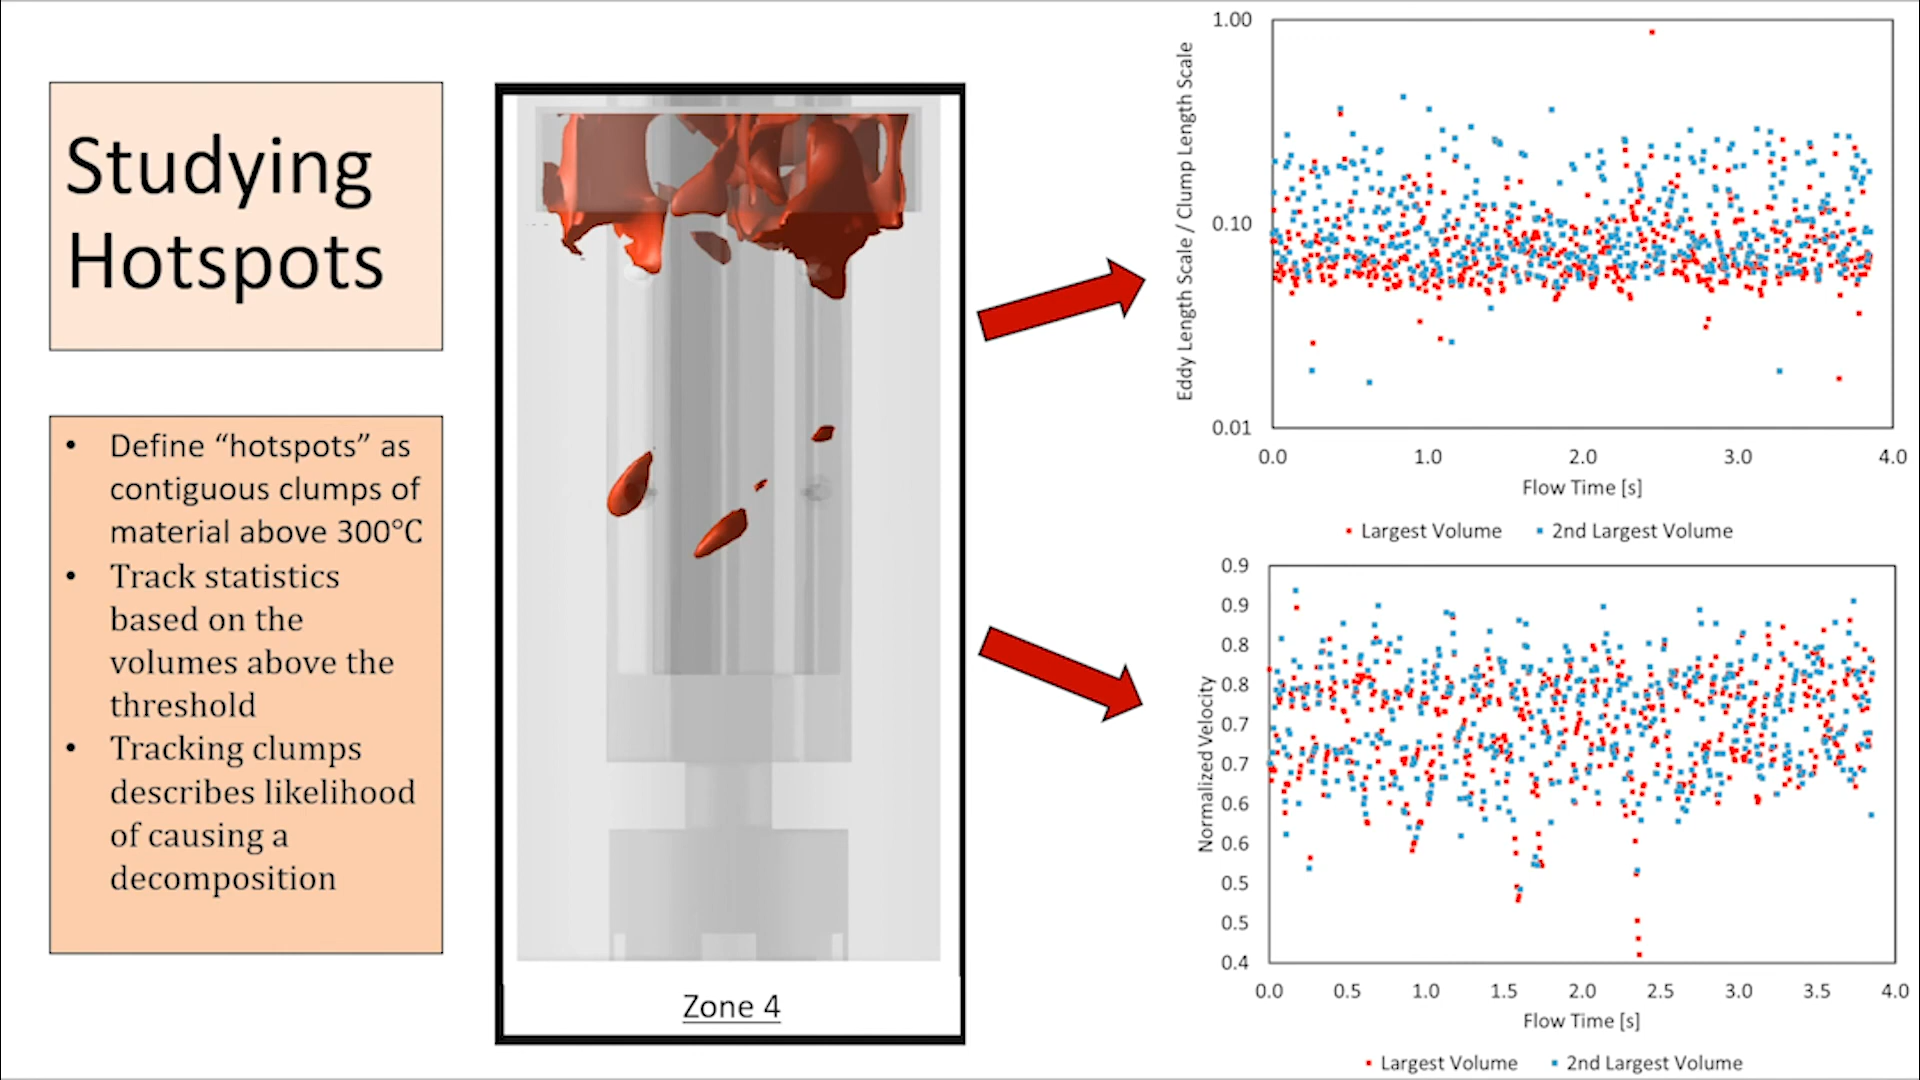 Studying
Hotspots
• Define “hotspots” as
contiguous clumps of
material above 300°C
• Track statistics
based on the
volumes above the
threshold
• Tracking clumps
describes likelihood
of causing a
decomposition
Zone 4
Eddy Length Scale / Clump Length Scale
1.00
0.10
0.01
0.0 1.0 2.0 3.0 4.0
Flow Time [s]
Largest Volume 2nd Largest Volume
Normalized Velocity
0.9
0.9
0.8
0.8
0.7
0.7
0.6
0.6
0.5
0.5
0.4
0.0 0.5 1.0 1.5 2.0 2.5 3.0 3.5 4.0
Flow Time [s]
Largest Volume 2nd Largest Volume